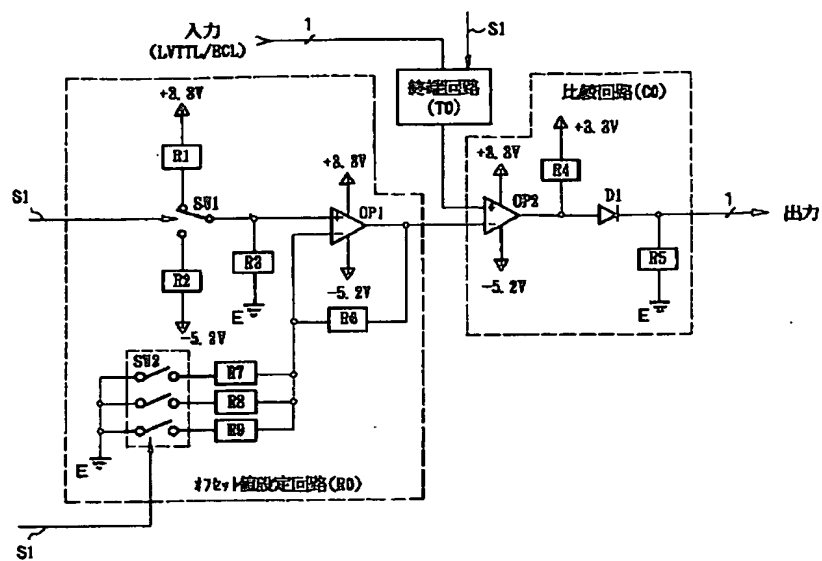 入力
(LVTTL/ECL)
1
S1
終端回路
(T0)
比較回路(C0)
+3.3V
R1
S1
SW1
R2
-5.2V
R3
E
+3.3V
OP1
-5.2V
R6
SW2
R7
R8
R9
E
S1
オフセット値設定回路(R0)
+3.3V
OP2
-5.2V
+3.3V
R4
D1
R5
E
1
出力